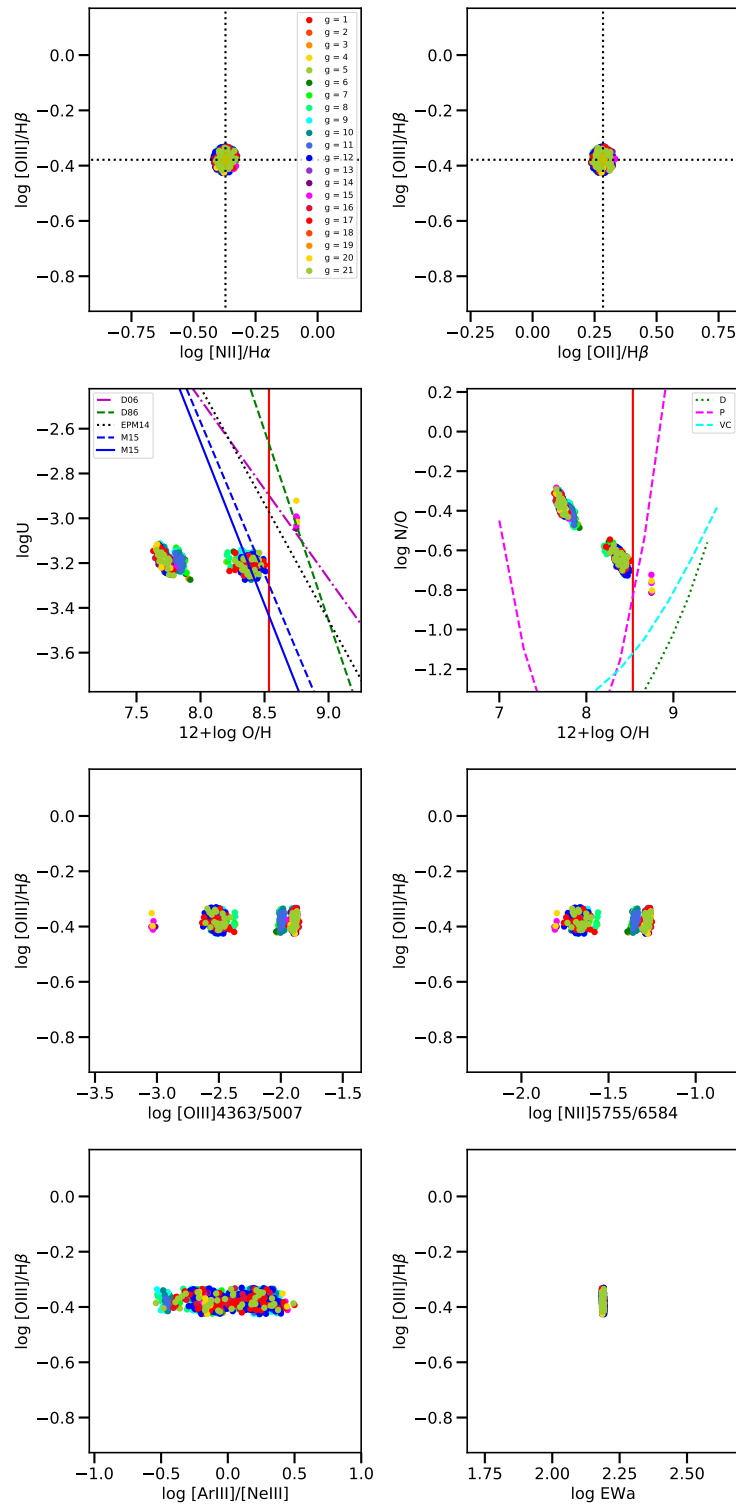 0.0
−0.2
−0.4
−0.6
−0.8
log [OIII]/Hβ
−0.75
−0.50
−0.25
0.00
log [NII]/Hα
g = 1
g = 2
g = 3
g = 4
g = 5
g = 6
g = 7
g = 8
g = 9
g = 10
g = 11
g = 12
g = 13
g = 14
g = 15
g = 16
g = 17
g = 18
g = 19
g = 20
g = 21
0.0
−0.2
−0.4
−0.6
−0.8
log [OIII]/Hβ
−0.25
0.00
0.25
0.50
0.75
log [OII]/Hβ
−2.6
−2.8
−3.0
−3.2
−3.4
−3.6
logU
D06
D86
EPM14
M15
M15
7.5
8.0
8.5
9.0
12+log O/H
0.2
0.0
−0.2
−0.4
−0.6
−0.8
−1.0
−1.2
log N/O
D
P
VC
7
8
9
12+log O/H
0.0
−0.2
−0.4
−0.6
−0.8
log [OIII]/Hβ
−3.5
−3.0
−2.5
−2.0
−1.5
log [OIII]4363/5007
0.0
−0.2
−0.4
−0.6
−0.8
log [OIII]/Hβ
−2.0
−1.5
−1.0
log [NII]5755/6584
0.0
−0.2
−0.4
−0.6
−0.8
log [OIII]/Hβ
−1.0
−0.5
0.0
0.5
1.0
log [ArIII]/[NeIII]
0.0
−0.2
−0.4
−0.6
−0.8
log [OIII]/Hβ
1.75
2.00
2.25
2.50
log EWa